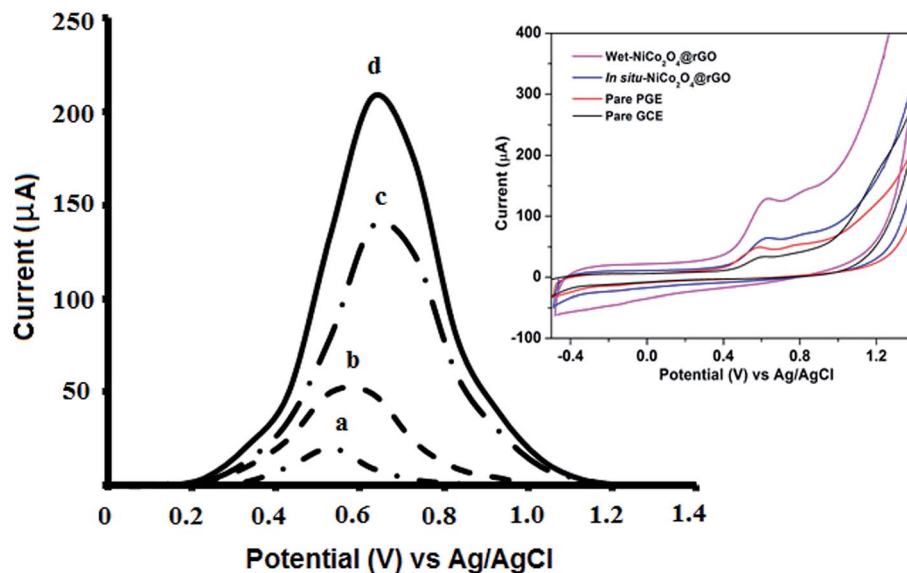 250
200
150
100
50
Current (µA)
d
c
b
a
0 0.2 0.4 0.6 0.8 1.0 1.2 1.4
Potential (V) vs Ag/AgCl
400
300
200
100
0
-100
Current (µA)
Wet-NiCo₂O₄@rGO
In situ-NiCo₂O₄@rGO
Pare PGE
Pare GCE
-0.4 0.0 0.4 0.8 1.2
Potential (V) vs Ag/AgCl